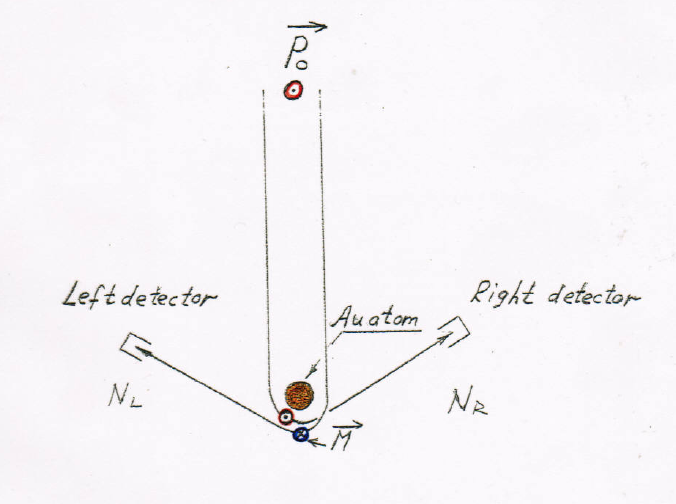 P₀
Left detector
Right detector
Au atom
N_L
N_R
M